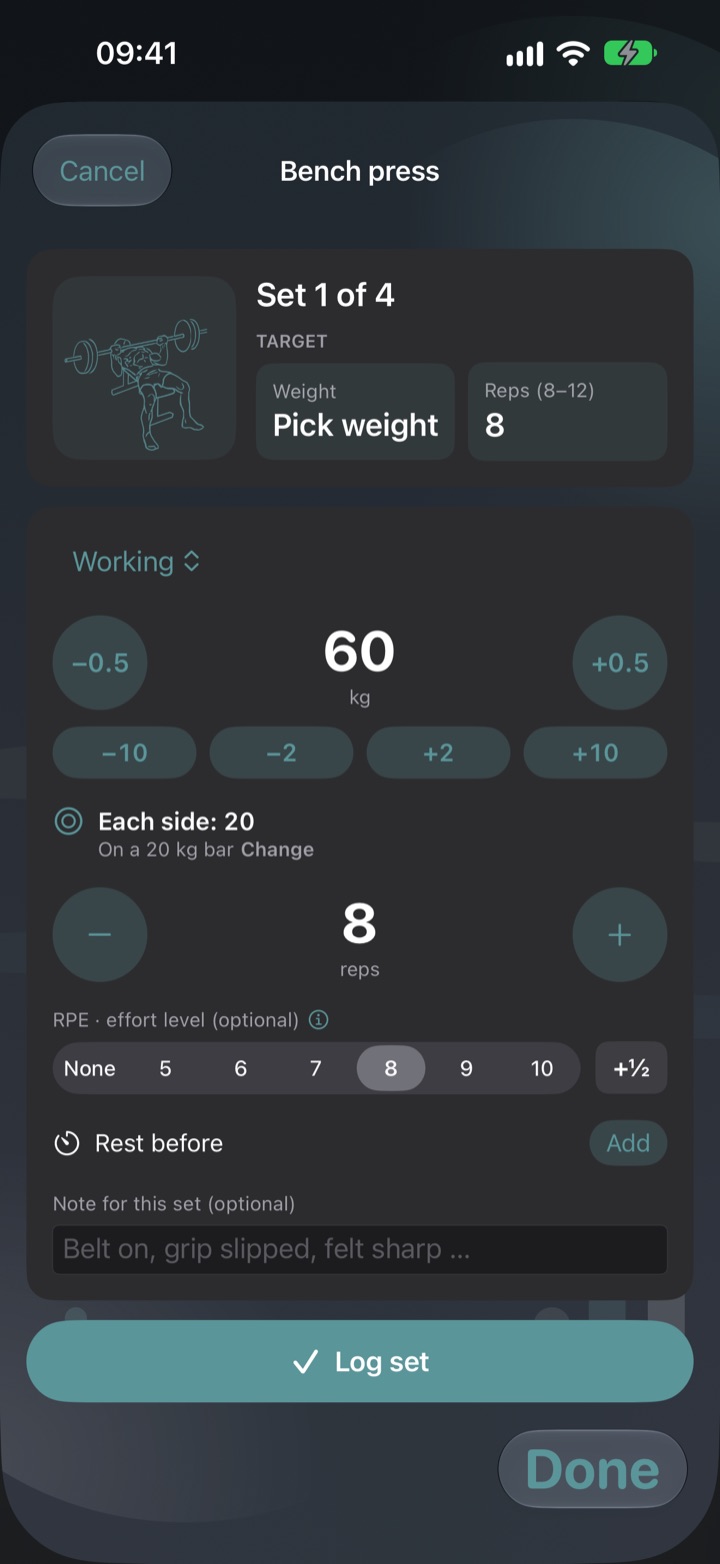 09:41
Cancel
Bench press
Set 1 of 4
TARGET
Weight
Reps (8–12)
Pick weight
8
Working
−0.5
60
+0.5
kg
−10
−2
+2
+10
Each side: 20
On a 20 kg bar Change
−
8
+
reps
RPE · effort level (optional)
None 5 6 7 8 9 10 +½
Rest before
Add
Note for this set (optional)
Belt on, grip slipped, felt sharp ...
Log set
Done